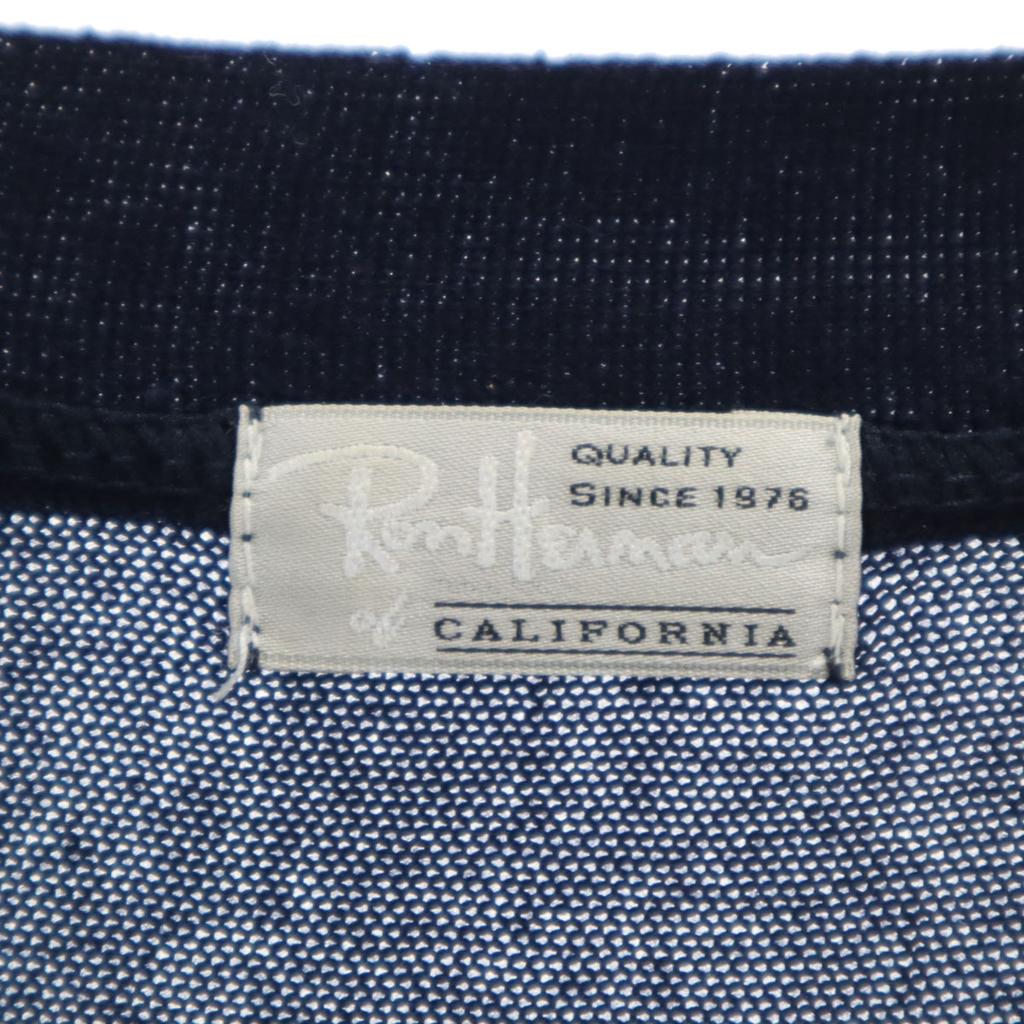 QUALITY
SINCE 1976
Ron Herman
of
CALIFORNIA